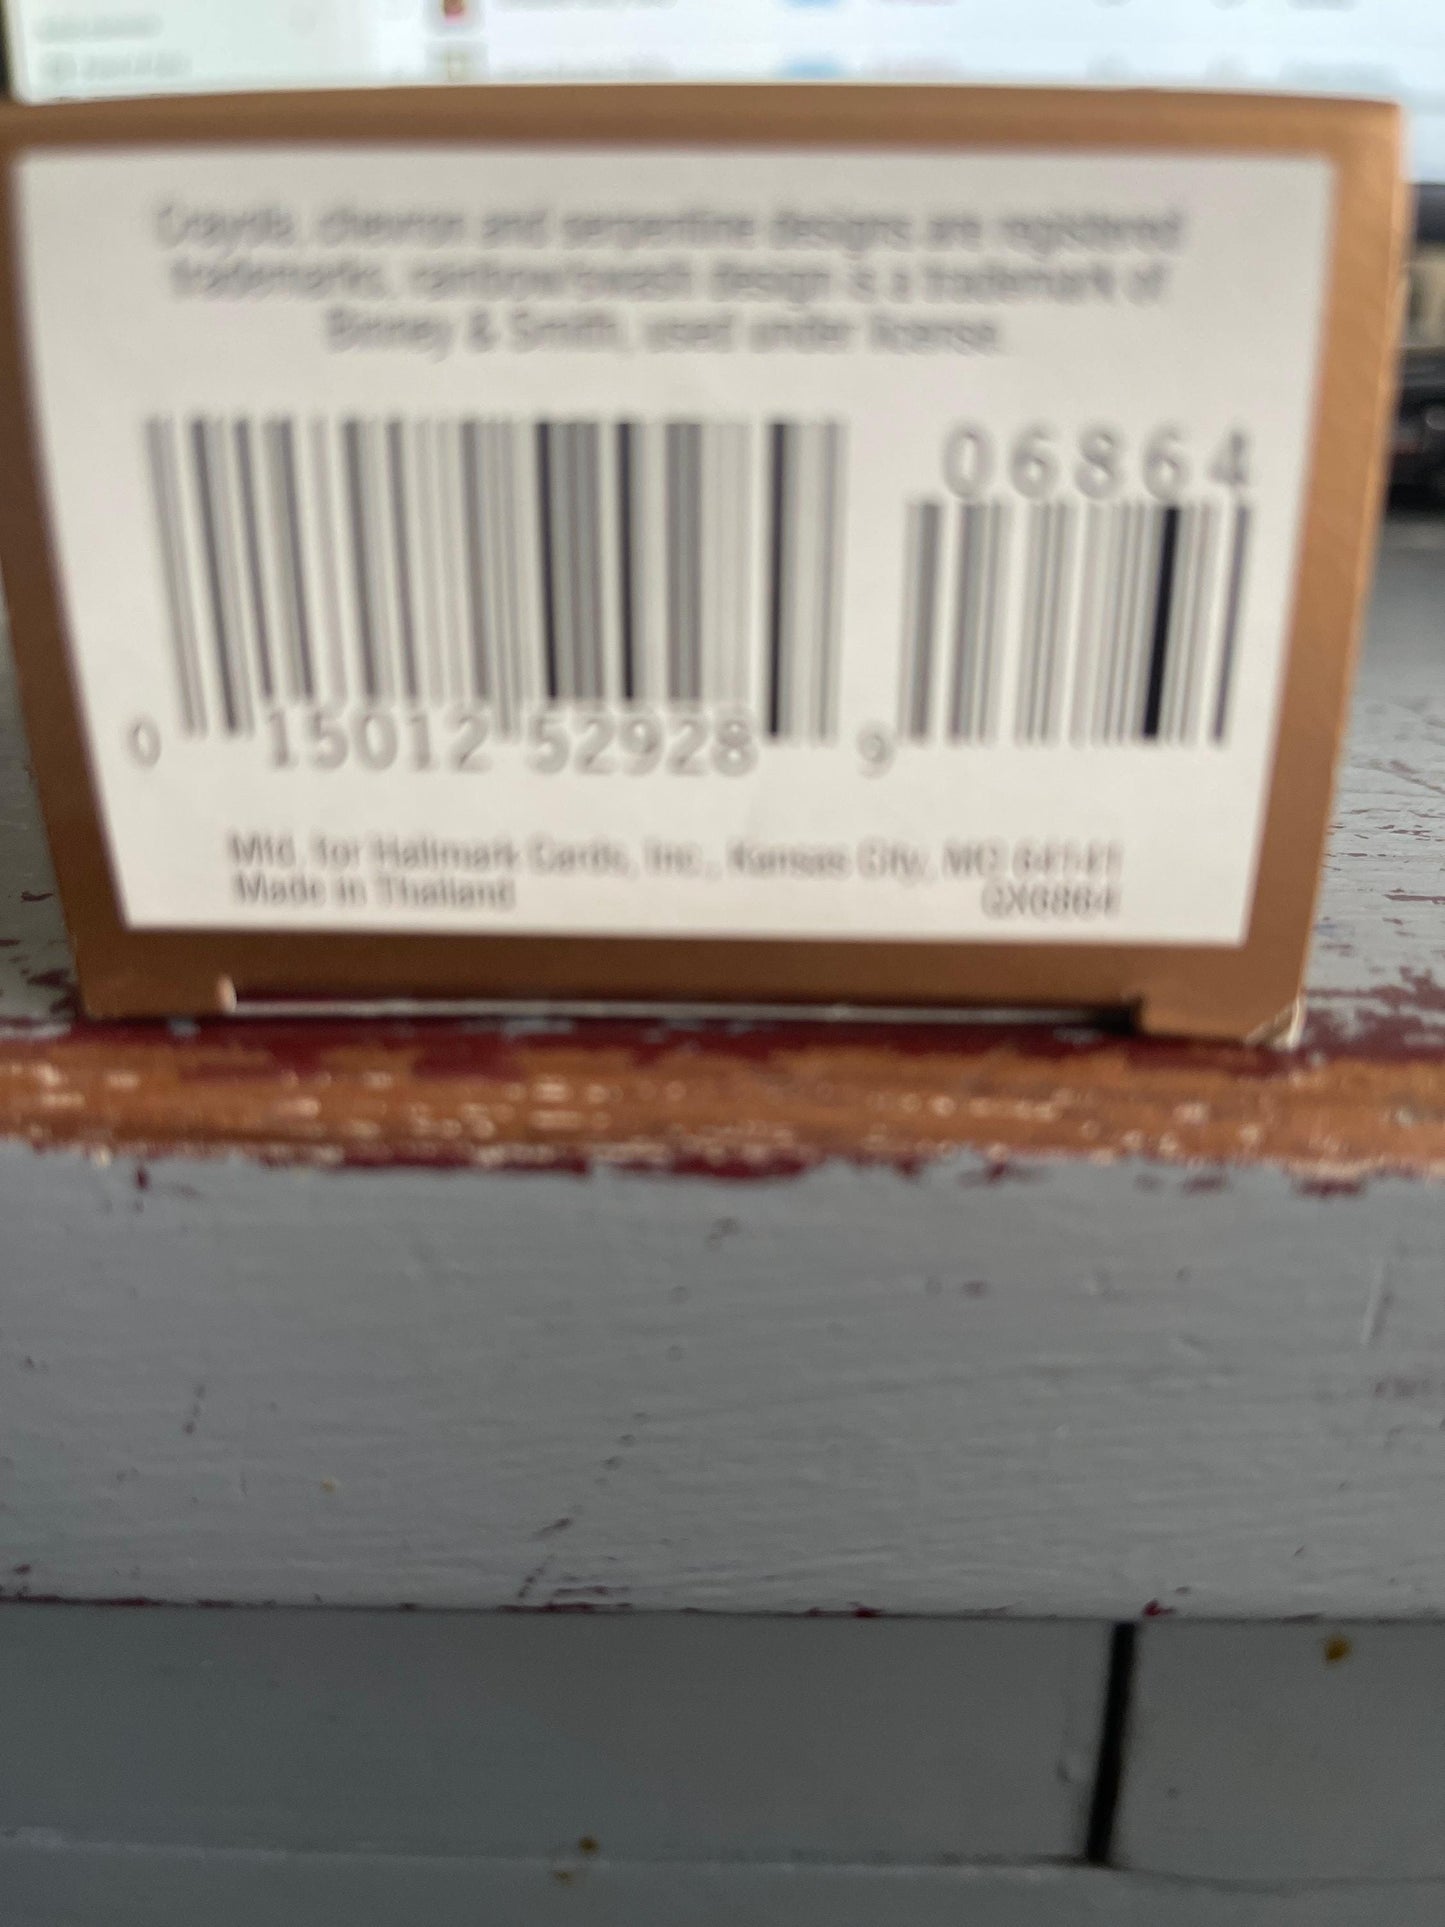 Crayola, chevron and serpentine designs are registered
trademarks, rainbow/swash design is a trademark of
Binney & Smith, used under license.
06864
0 15012 52928 9
Mfd. for Hallmark Cards, Inc., Kansas City, MO 64141
Made in Thailand QX6864